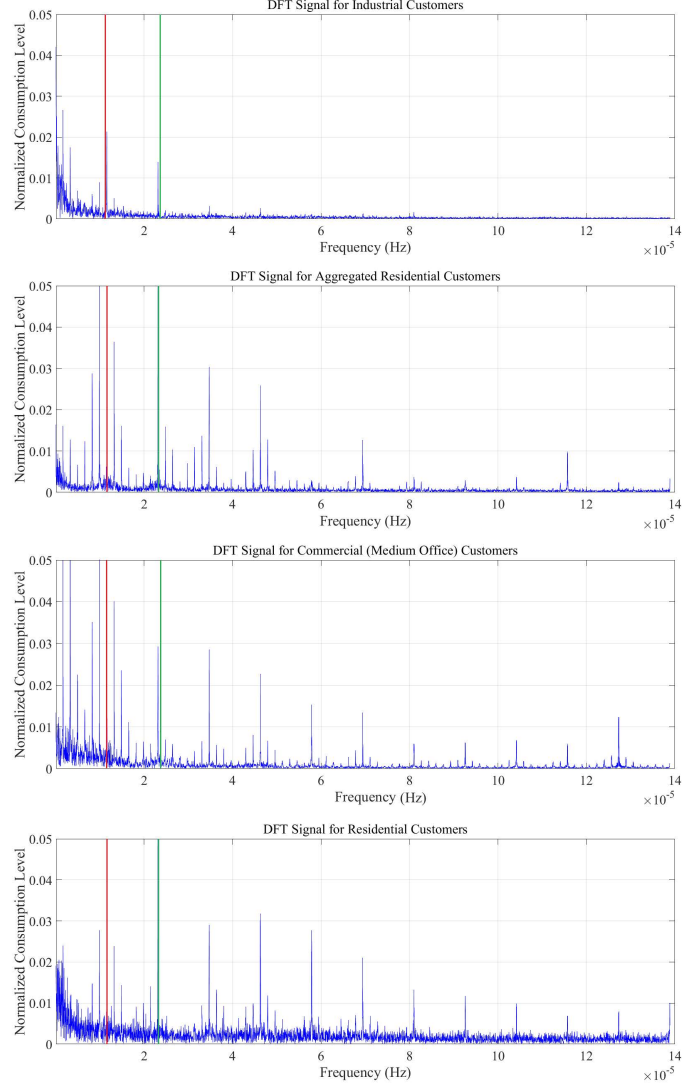 DFT Signal for Industrial Customers
0.05
0.04
0.03
0.02
0.01
0
Normalized Consumption Level
2 4 6 8 10 12 14
Frequency (Hz)
×10⁻⁵
DFT Signal for Aggregated Residential Customers
0.05
0.04
0.03
0.02
0.01
0
Normalized Consumption Level
2 4 6 8 10 12 14
Frequency (Hz)
×10⁻⁵
DFT Signal for Commercial (Medium Office) Customers
0.05
0.04
0.03
0.02
0.01
0
Normalized Consumption Level
2 4 6 8 10 12 14
Frequency (Hz)
×10⁻⁵
DFT Signal for Residential Customers
0.05
0.04
0.03
0.02
0.01
0
Normalized Consumption Level
2 4 6 8 10 12 14
Frequency (Hz)
×10⁻⁵